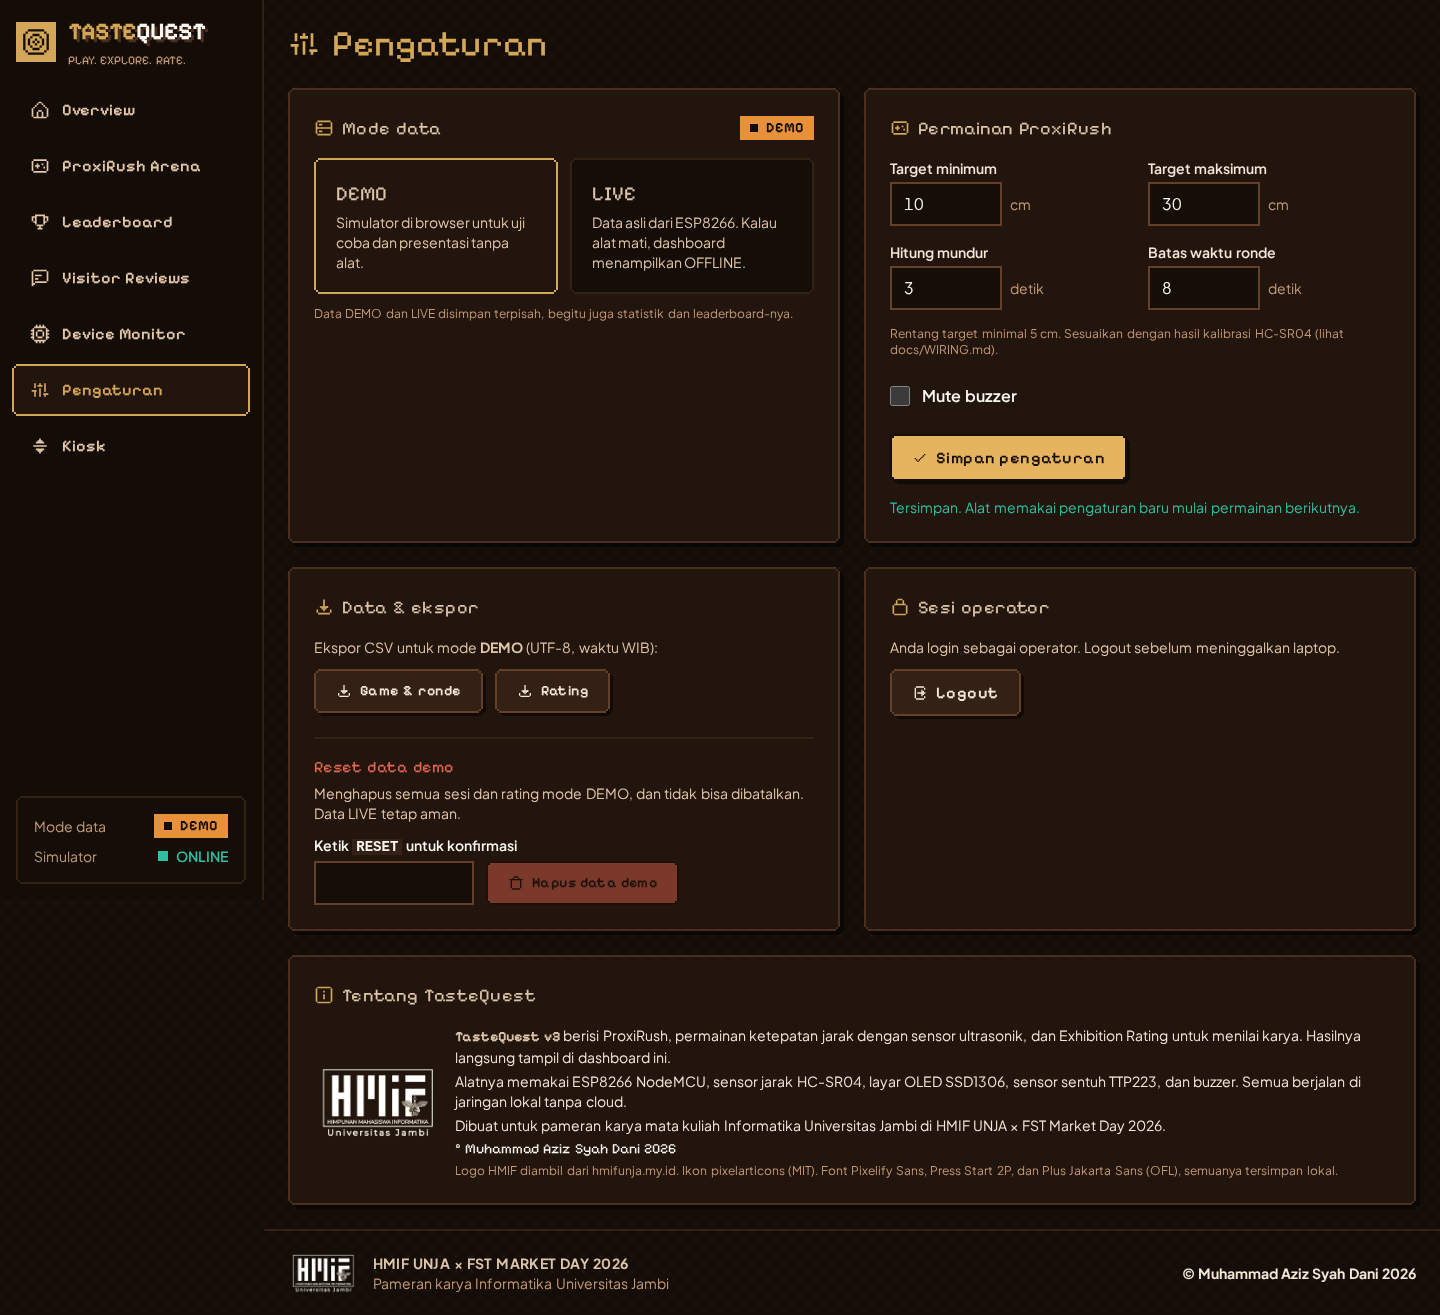 TASTEQUEST
PLAY. EXPLORE. RATE.
Overview
ProxiRush Arena
Leaderboard
Visitor Reviews
Device Monitor
Pengaturan
Kiosk
Mode data
DEMO
Simulator
ONLINE
Pengaturan
Mode data
DEMO
DEMO
Simulator di browser untuk uji
coba dan presentasi tanpa
alat.
LIVE
Data asli dari ESP8266. Kalau
alat mati, dashboard
menampilkan OFFLINE.
Data DEMO dan LIVE disimpan terpisah, begitu juga statistik dan leaderboard-nya.
Permainan ProxiRush
Target minimum
10 cm
Target maksimum
30 cm
Hitung mundur
3 detik
Batas waktu ronde
8 detik
Rentang target minimal 5 cm. Sesuaikan dengan hasil kalibrasi HC-SR04 (lihat
docs/WIRING.md).
Mute buzzer
Simpan pengaturan
Tersimpan. Alat memakai pengaturan baru mulai permainan berikutnya.
Data & ekspor
Ekspor CSV untuk mode DEMO (UTF-8, waktu WIB):
Game & ronde
Rating
Reset data demo
Menghapus semua sesi dan rating mode DEMO, dan tidak bisa dibatalkan.
Data LIVE tetap aman.
Ketik RESET untuk konfirmasi
Hapus data demo
Sesi operator
Anda login sebagai operator. Logout sebelum meninggalkan laptop.
Logout
Tentang TasteQuest
HMIF
HIMPUNAN MAHASISWA INFORMATIKA
Universitas Jambi
TasteQuest v3 berisi ProxiRush, permainan ketepatan jarak dengan sensor ultrasonik, dan Exhibition Rating untuk menilai karya. Hasilnya
langsung tampil di dashboard ini.
Alatnya memakai ESP8266 NodeMCU, sensor jarak HC-SR04, layar OLED SSD1306, sensor sentuh TTP223, dan buzzer. Semua berjalan di
jaringan lokal tanpa cloud.
Dibuat untuk pameran karya mata kuliah Informatika Universitas Jambi di HMIF UNJA × FST Market Day 2026.
© Muhammad Aziz Syah Dani 2026
Logo HMIF diambil dari hmifunja.my.id. Ikon pixelarticons (MIT). Font Pixelify Sans, Press Start 2P, dan Plus Jakarta Sans (OFL), semuanya tersimpan lokal.
HMIF
Universitas Jambi
HMIF UNJA × FST MARKET DAY 2026
Pameran karya Informatika Universitas Jambi
© Muhammad Aziz Syah Dani 2026